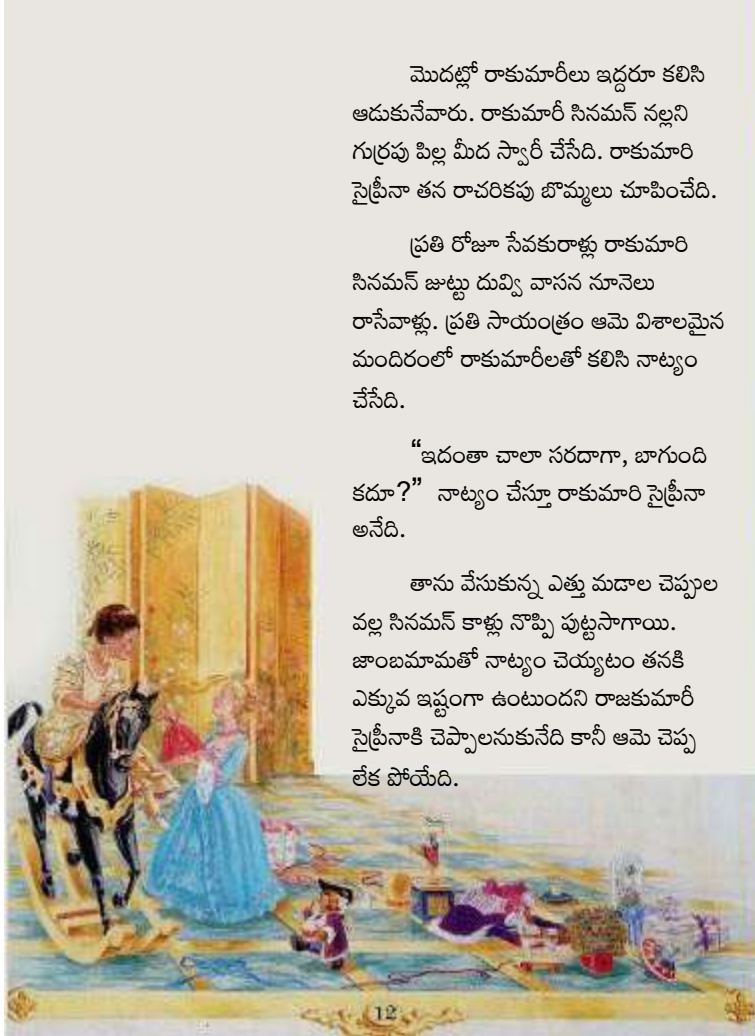 మొదట్లో రాకుమారీలు ఇద్దరూ కలిసి
ఆడుకునేవారు. రాకుమారీ సినమన్ నల్లని
గుర్రపు పిల్ల మీద స్వారీ చేసేది. రాకుమారి
సైప్రీనా తన రాచరికపు బొమ్మలు చూపించేది.
ప్రతి రోజూ సేవకురాళ్లు రాకుమారి
సినమన్ జుట్టు దువ్వి వాసన నూనెలు
రాసేవాళ్లు. ప్రతి సాయంత్రం ఆమె విశాలమైన
మందిరంలో రాకుమారీలతో కలిసి నాట్యం
చేసేది.
“ఇదంతా చాలా సరదాగా, బాగుంది
కదూ?” నాట్యం చేస్తూ రాకుమారి సైప్రీనా
అనేది.
తాను వేసుకున్న ఎత్తు మడాల చెప్పుల
వల్ల సినమన్ కాళ్లు నొప్పి పుట్టసాగాయి.
జాంబమామతో నాట్యం చెయ్యటం తనకి
ఎక్కువ ఇష్టంగా ఉంటుందని రాజకుమారీ
సైప్రీనాకి చెప్పాలనుకునేది కానీ ఆమె చెప్ప
లేక పోయేది.
12